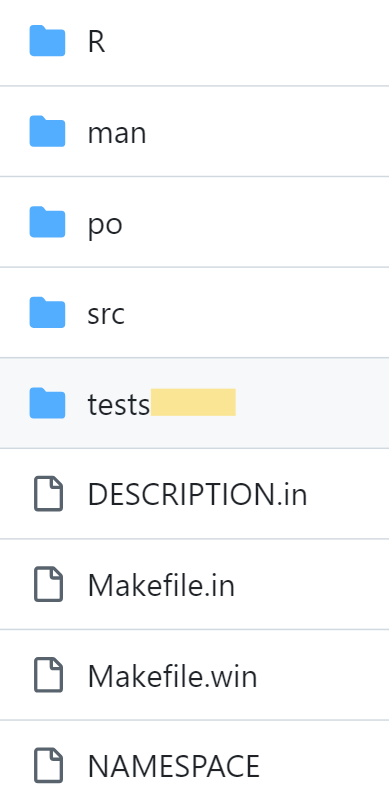 R
man
po
src
tests
DESCRIPTION.in
Makefile.in
Makefile.win
NAMESPACE